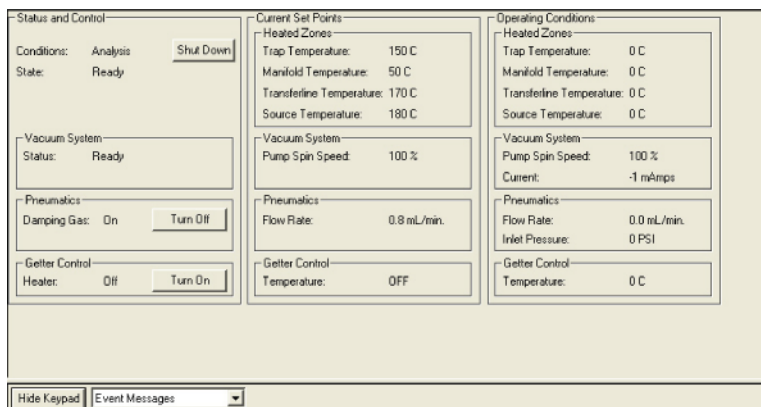 Status and Control
Conditions: Analysis Shut Down
State: Ready
Vacuum System
Status: Ready
Pneumatics
Damping Gas: On Turn Off
Getter Control
Heater: Off Turn On
Current Set Points
Heated Zones
Trap Temperature: 150 C
Manifold Temperature: 50 C
Transferline Temperature: 170 C
Source Temperature: 180 C
Vacuum System
Pump Spin Speed: 100 %
Pneumatics
Flow Rate: 0.8 mL/min.
Getter Control
Temperature: OFF
Operating Conditions
Heated Zones
Trap Temperature: 0 C
Manifold Temperature: 0 C
Transferline Temperature: 0 C
Source Temperature: 0 C
Vacuum System
Pump Spin Speed: 100 %
Current: -1 mAmps
Pneumatics
Flow Rate: 0.0 mL/min.
Inlet Pressure: 0 PSI
Getter Control
Temperature: 0 C
Hide Keypad Event Messages